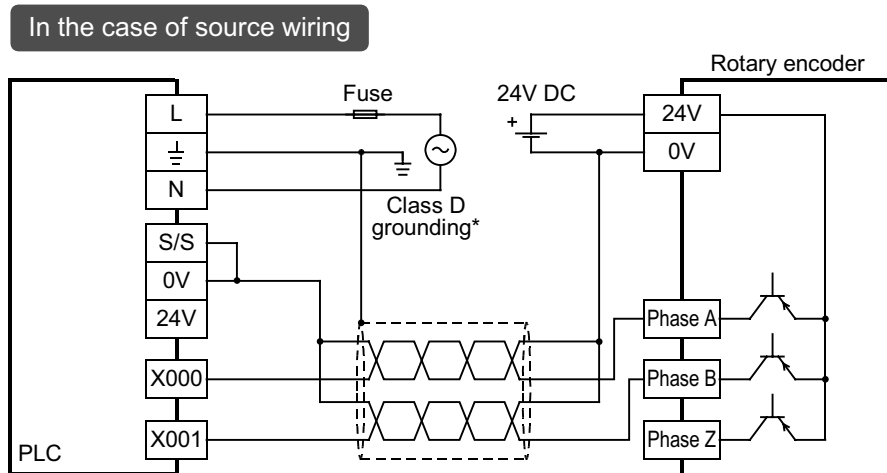 In the case of source wiring
Rotary encoder
Fuse
24V DC
+
L
N
Class D
grounding*
24V
0V
S/S
0V
24V
X000
X001
PLC
Phase A
Phase B
Phase Z